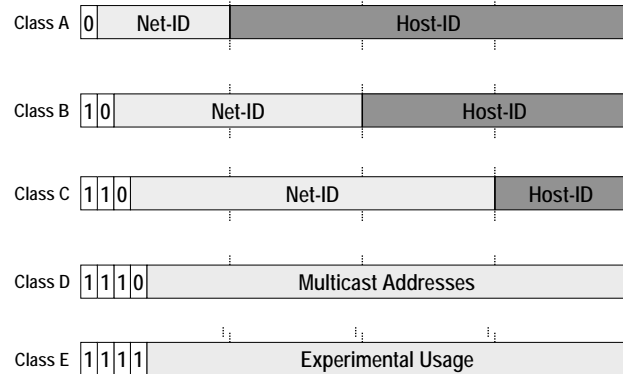 Class A 0 Net-ID Host-ID
Class B 1 0 Net-ID Host-ID
Class C 1 1 0 Net-ID Host-ID
Class D 1 1 1 0 Multicast Addresses
Class E 1 1 1 1 Experimental Usage